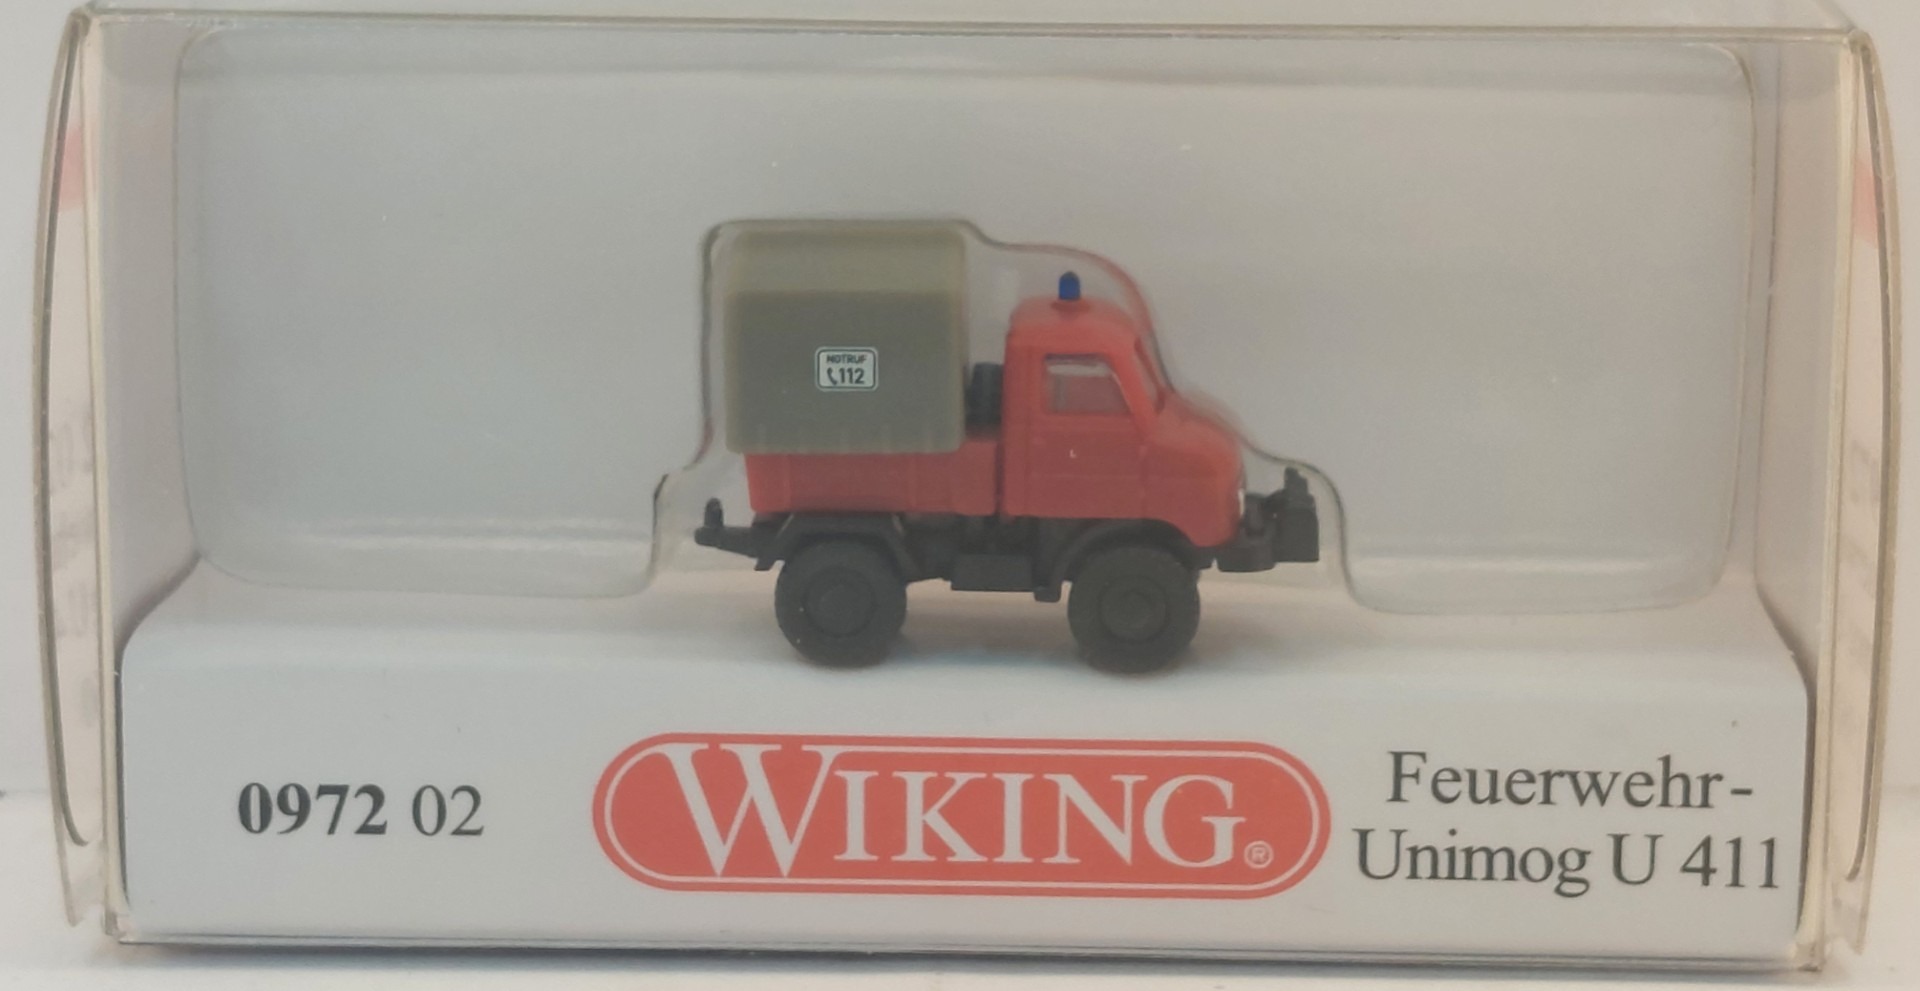 NOTRUF
112
0972 02
WIKING®
Feuerwehr-
Unimog U 411